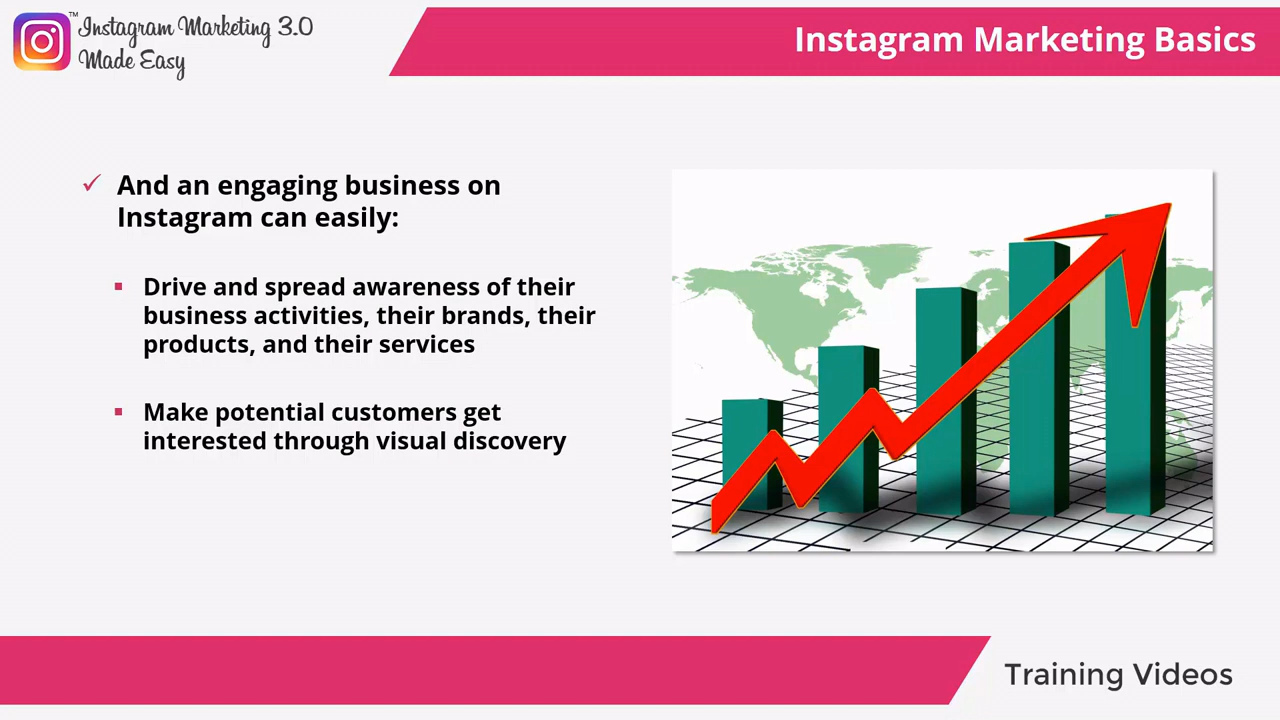 ™ Instagram Marketing 3.0
Made Easy
Instagram Marketing Basics
✓ And an engaging business on
Instagram can easily:
▪ Drive and spread awareness of their
business activities, their brands, their
products, and their services
▪ Make potential customers get
interested through visual discovery
Training Videos